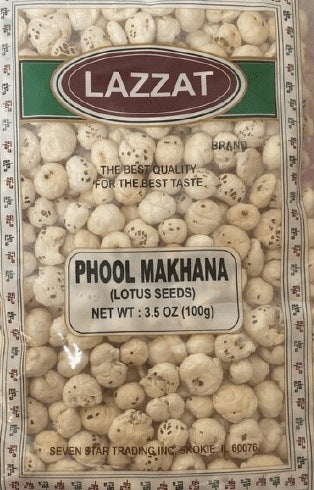 LAZZAT
BRAND
THE BEST QUALITY
FOR THE BEST TASTE
PHOOL MAKHANA
(LOTUS SEEDS)
NET WT : 3.5 OZ (100g)
SEVEN STAR TRADING INC. SKOKIE, IL 60076